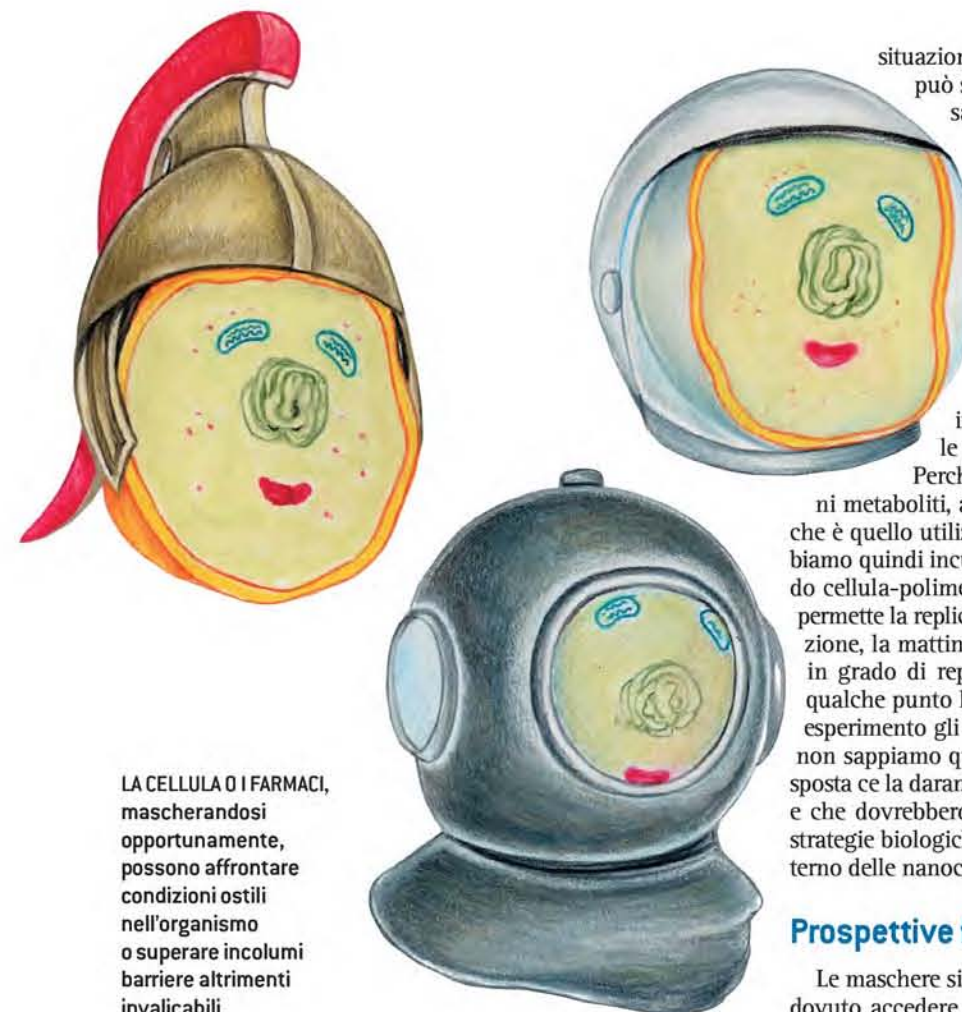 LA CELLULA O I FARMACI,
mascherandosi
opportunamente,
possono affrontare
condizioni ostili
nell'organismo
o superare incolumi
barriere altrimenti
invalicabili
situazion
può s
sa
i
le
Perch
ni metaboliti, a
che è quello utiliz
biamo quindi incu
do cellula-polime
permette la replic
zione, la mattin
in grado di rep
qualche punto l
esperimento gli
non sappiamo qu
sposta ce la daran
e che dovrebbero
strategie biologich
terno delle nanoc
Prospettive
Le maschere si
dovuto accedere